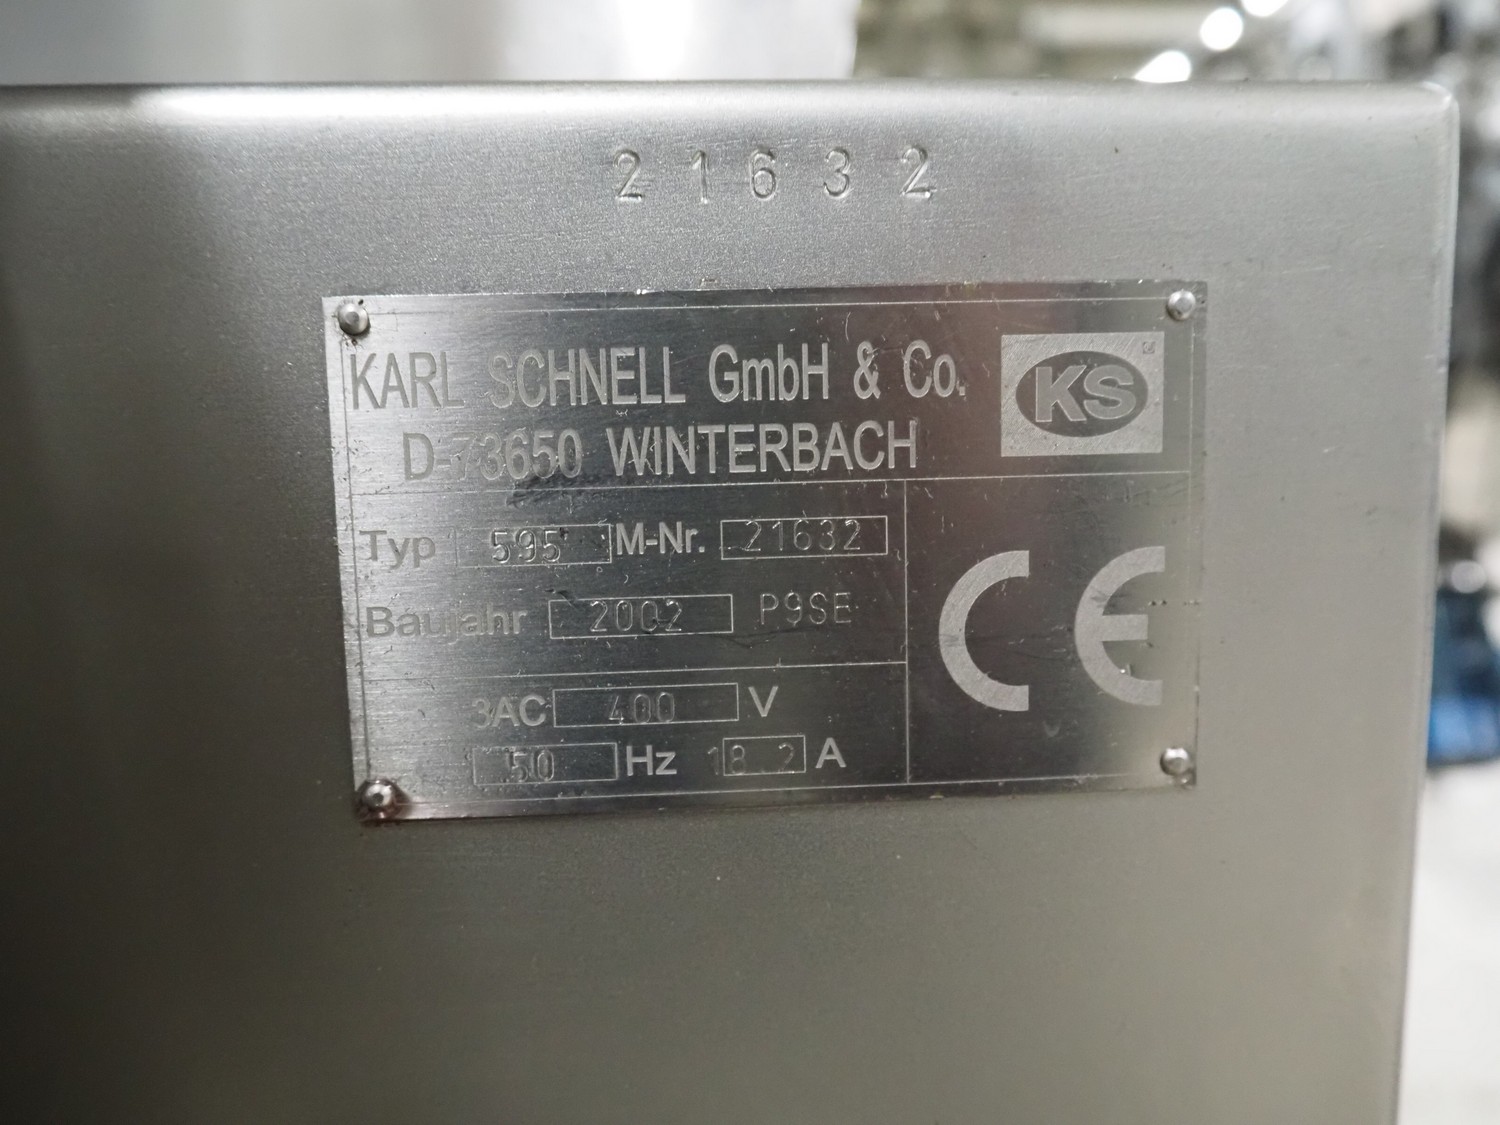 21632
KARL SCHNELL GmbH & Co.
KS
D-73650 WINTERBACH
Typ 595 M-Nr. 21632
Baujahr 2002 P9SE
3AC 400 V
50 Hz 18.2 A
CE